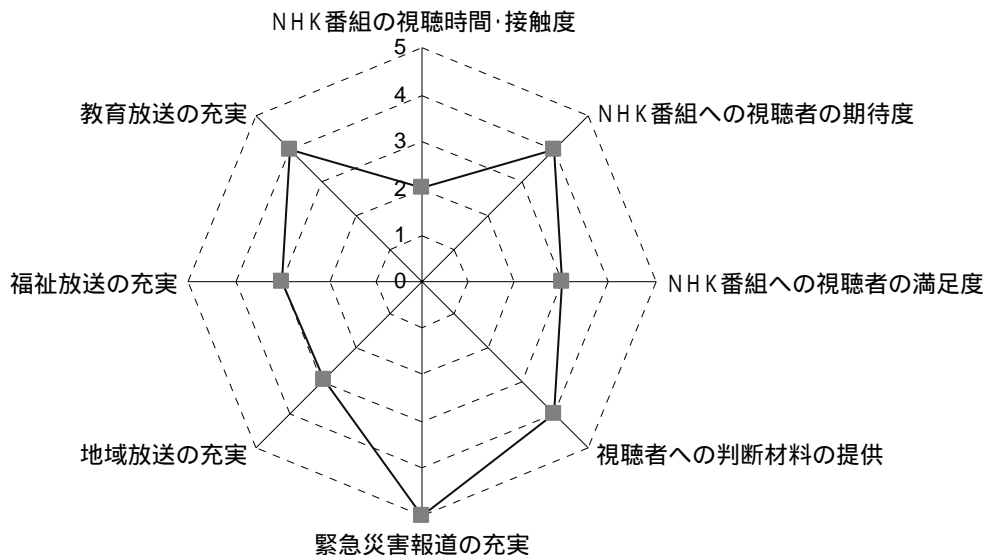 NHK番組の視聴時間・接触度
5
教育放送の充実
4
NHK番組への視聴者の期待度
3
2
1
福祉放送の充実
0
NHK番組への視聴者の満足度
地域放送の充実
視聴者への判断材料の提供
緊急災害報道の充実